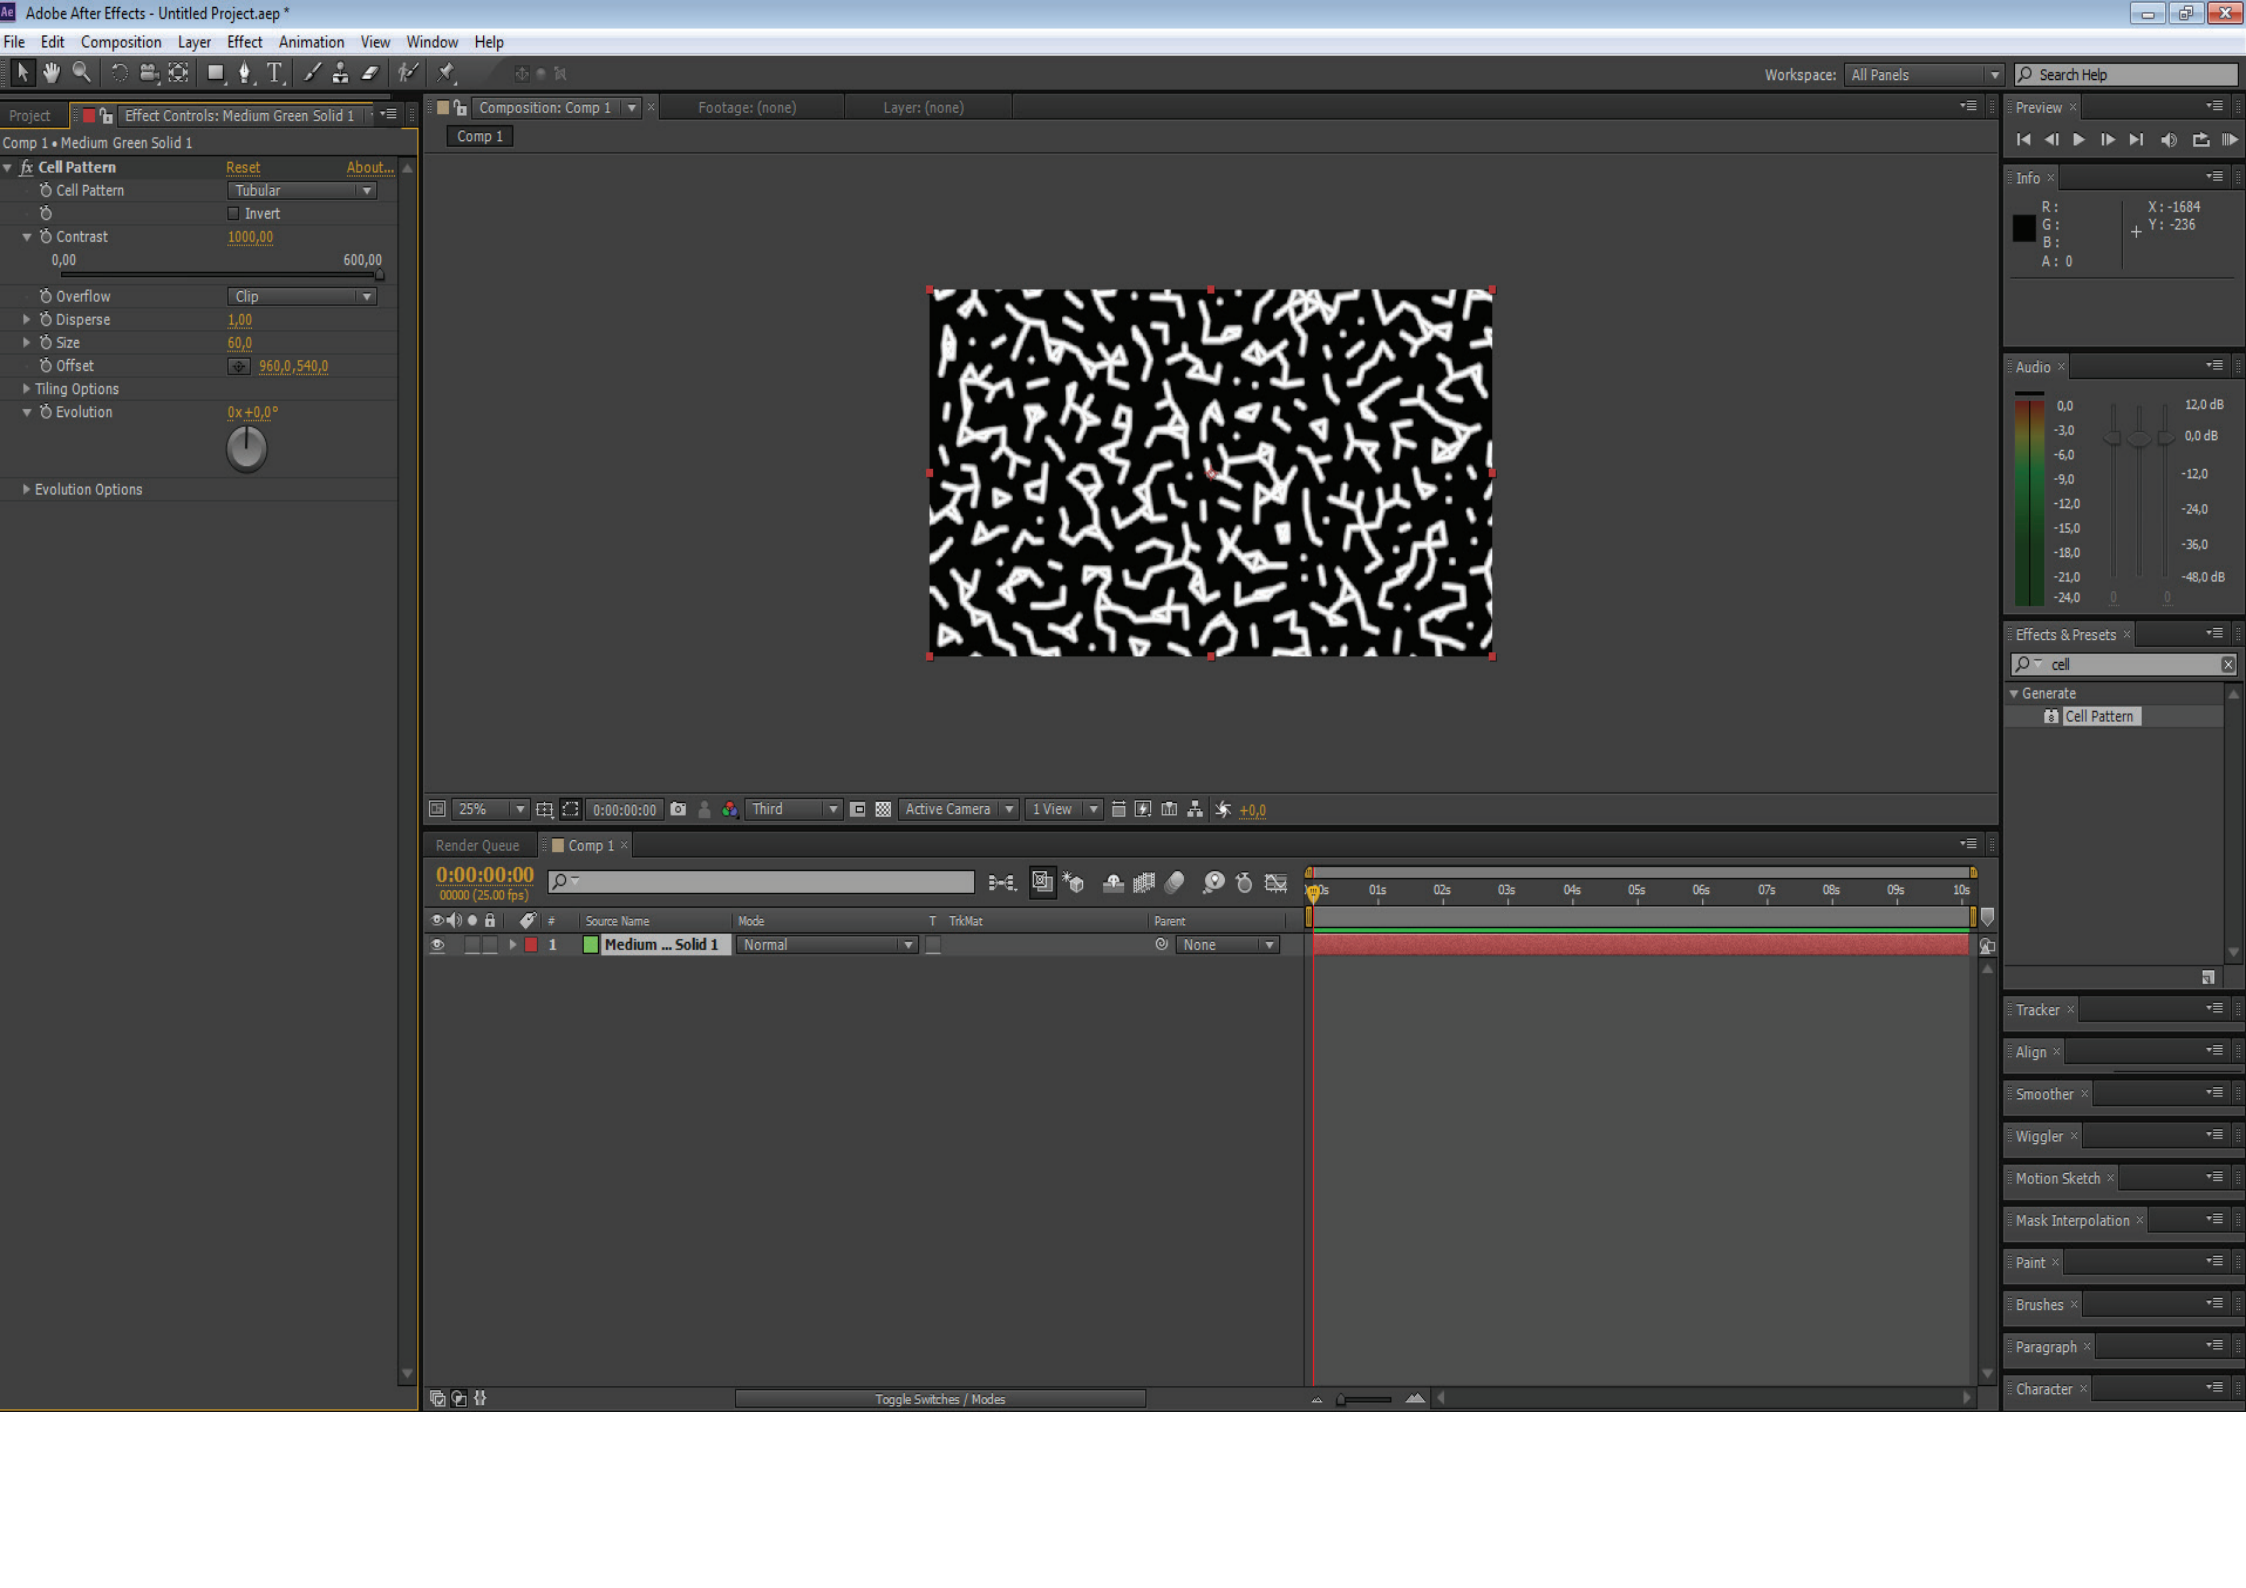 Ae Adobe After Effects - Untitled Project.aep *
File Edit Composition Layer Effect Animation View Window Help
T Workspace: All Panels Search Help
Project Effect Controls: Medium Green Solid 1
Comp 1 • Medium Green Solid 1
fx Cell Pattern Reset About...
Cell Pattern Tubular
Invert
Contrast 1000,00
0,00 600,00
Overflow Clip
Disperse 1,00
Size 60,0
Offset 960,0,540,0
Tiling Options
Evolution 0x+0,0°
Evolution Options
Composition: Comp 1 Footage: (none) Layer: (none)
Comp 1
25% 0:00:00:00 Third Active Camera 1 View +0,0
Render Queue Comp 1
0:00:00:00
00000 (25.00 fps)
01s 02s 03s 04s 05s 06s 07s 08s 09s 10s
# Source Name Mode T TrkMat Parent
1 Medium ... Solid 1 Normal None
Toggle Switches / Modes
Preview
Info
R: X:-1684
G: Y: -236
B:
A: 0
Audio
0,0 12,0 dB
-3,0 0,0 dB
-6,0
-9,0 -12,0
-12,0 -24,0
-15,0
-18,0 -36,0
-21,0 -48,0 dB
-24,0 0 0
Effects & Presets
cell
Generate
Cell Pattern
Tracker
Align
Smoother
Wiggler
Motion Sketch
Mask Interpolation
Paint
Brushes
Paragraph
Character